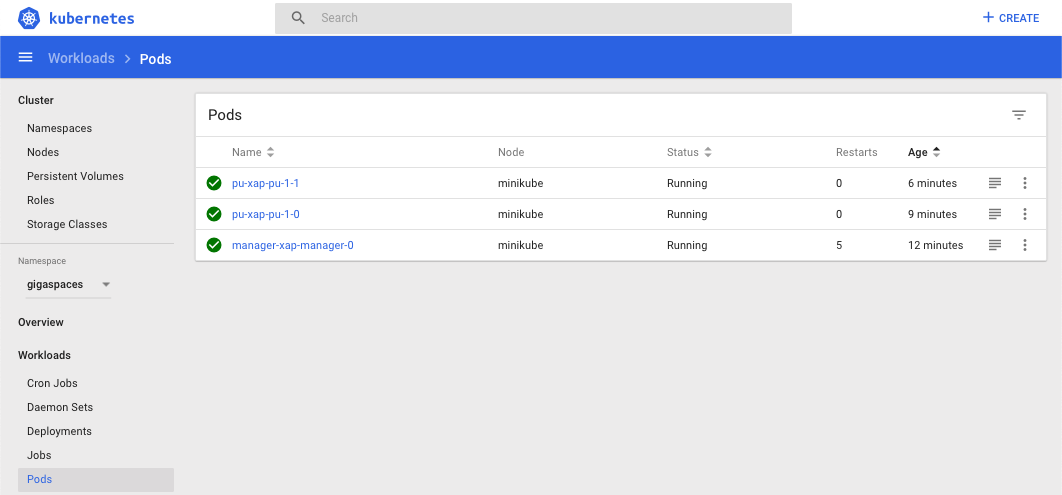 kubernetes
Search
CREATE
Workloads > Pods
Cluster
Namespaces
Nodes
Persistent Volumes
Roles
Storage Classes
Namespace
gigaspaces
Overview
Workloads
Cron Jobs
Daemon Sets
Deployments
Jobs
Pods
Pods
Name Node Status Restarts Age
pu-xap-pu-1-1 minikube Running 0 6 minutes
pu-xap-pu-1-0 minikube Running 0 9 minutes
manager-xap-manager-0 minikube Running 5 12 minutes